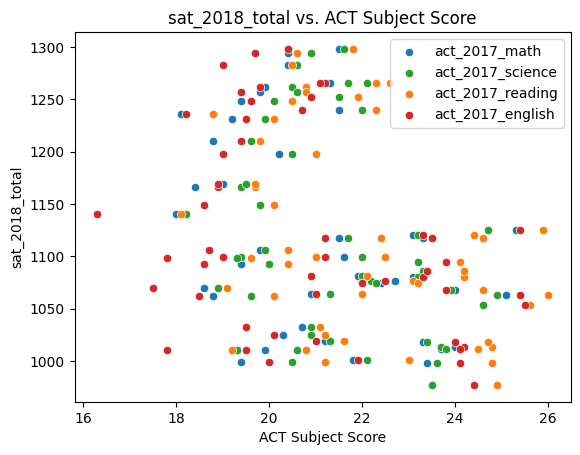 sat_2018_total vs. ACT Subject Score
act_2017_math
act_2017_science
act_2017_reading
act_2017_english
sat_2018_total
1300
1250
1200
1150
1100
1050
1000
16 18 20 22 24 26
ACT Subject Score